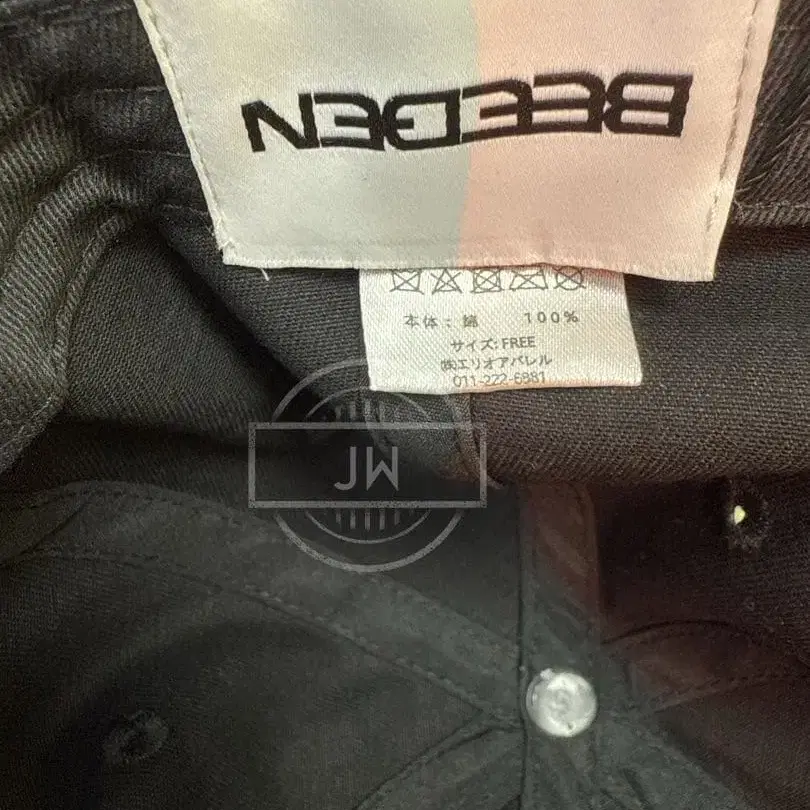 BEEDEN
本体: 綿 100%
サイズ: FREE
㈱エリオアパレル
011-222-6881
JW